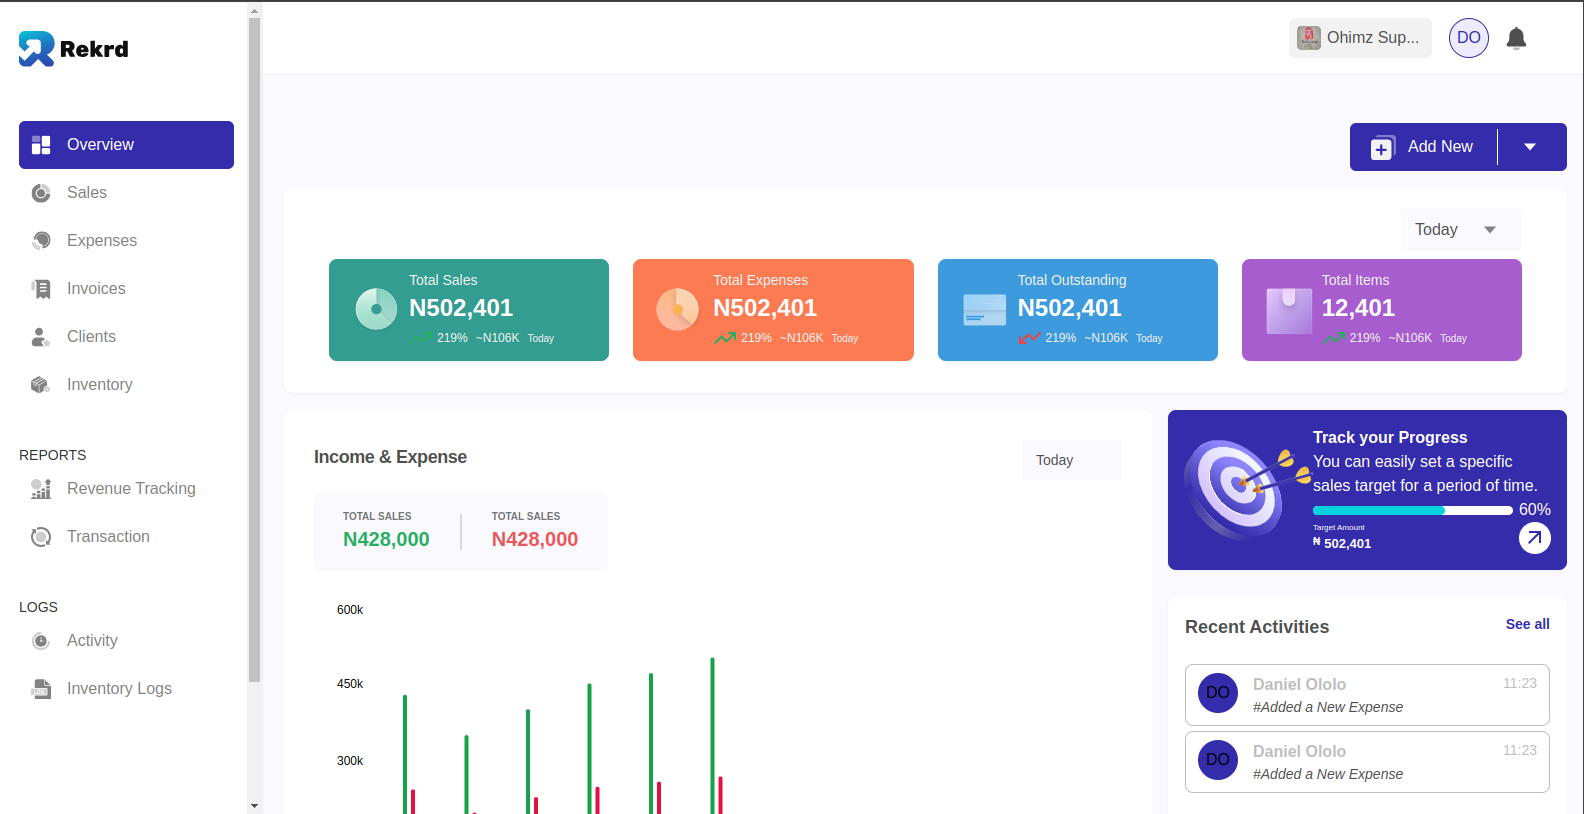 Rekrd
Ohimz Sup...
DO
Overview
Sales
Expenses
Invoices
Clients
Inventory
REPORTS
Revenue Tracking
Transaction
LOGS
Activity
Inventory Logs
Add New
Today
Total Sales
N502,401
219% ~N106K Today
Total Expenses
N502,401
219% ~N106K Today
Total Outstanding
N502,401
219% ~N106K Today
Total Items
12,401
219% ~N106K Today
Income & Expense
Today
TOTAL SALES
N428,000
TOTAL SALES
N428,000
600k
450k
300k
Track your Progress
You can easily set a specific
sales target for a period of time.
60%
Target Amount
₦ 502,401
Recent Activities
See all
DO
Daniel Ololo
11:23
#Added a New Expense
DO
Daniel Ololo
11:23
#Added a New Expense